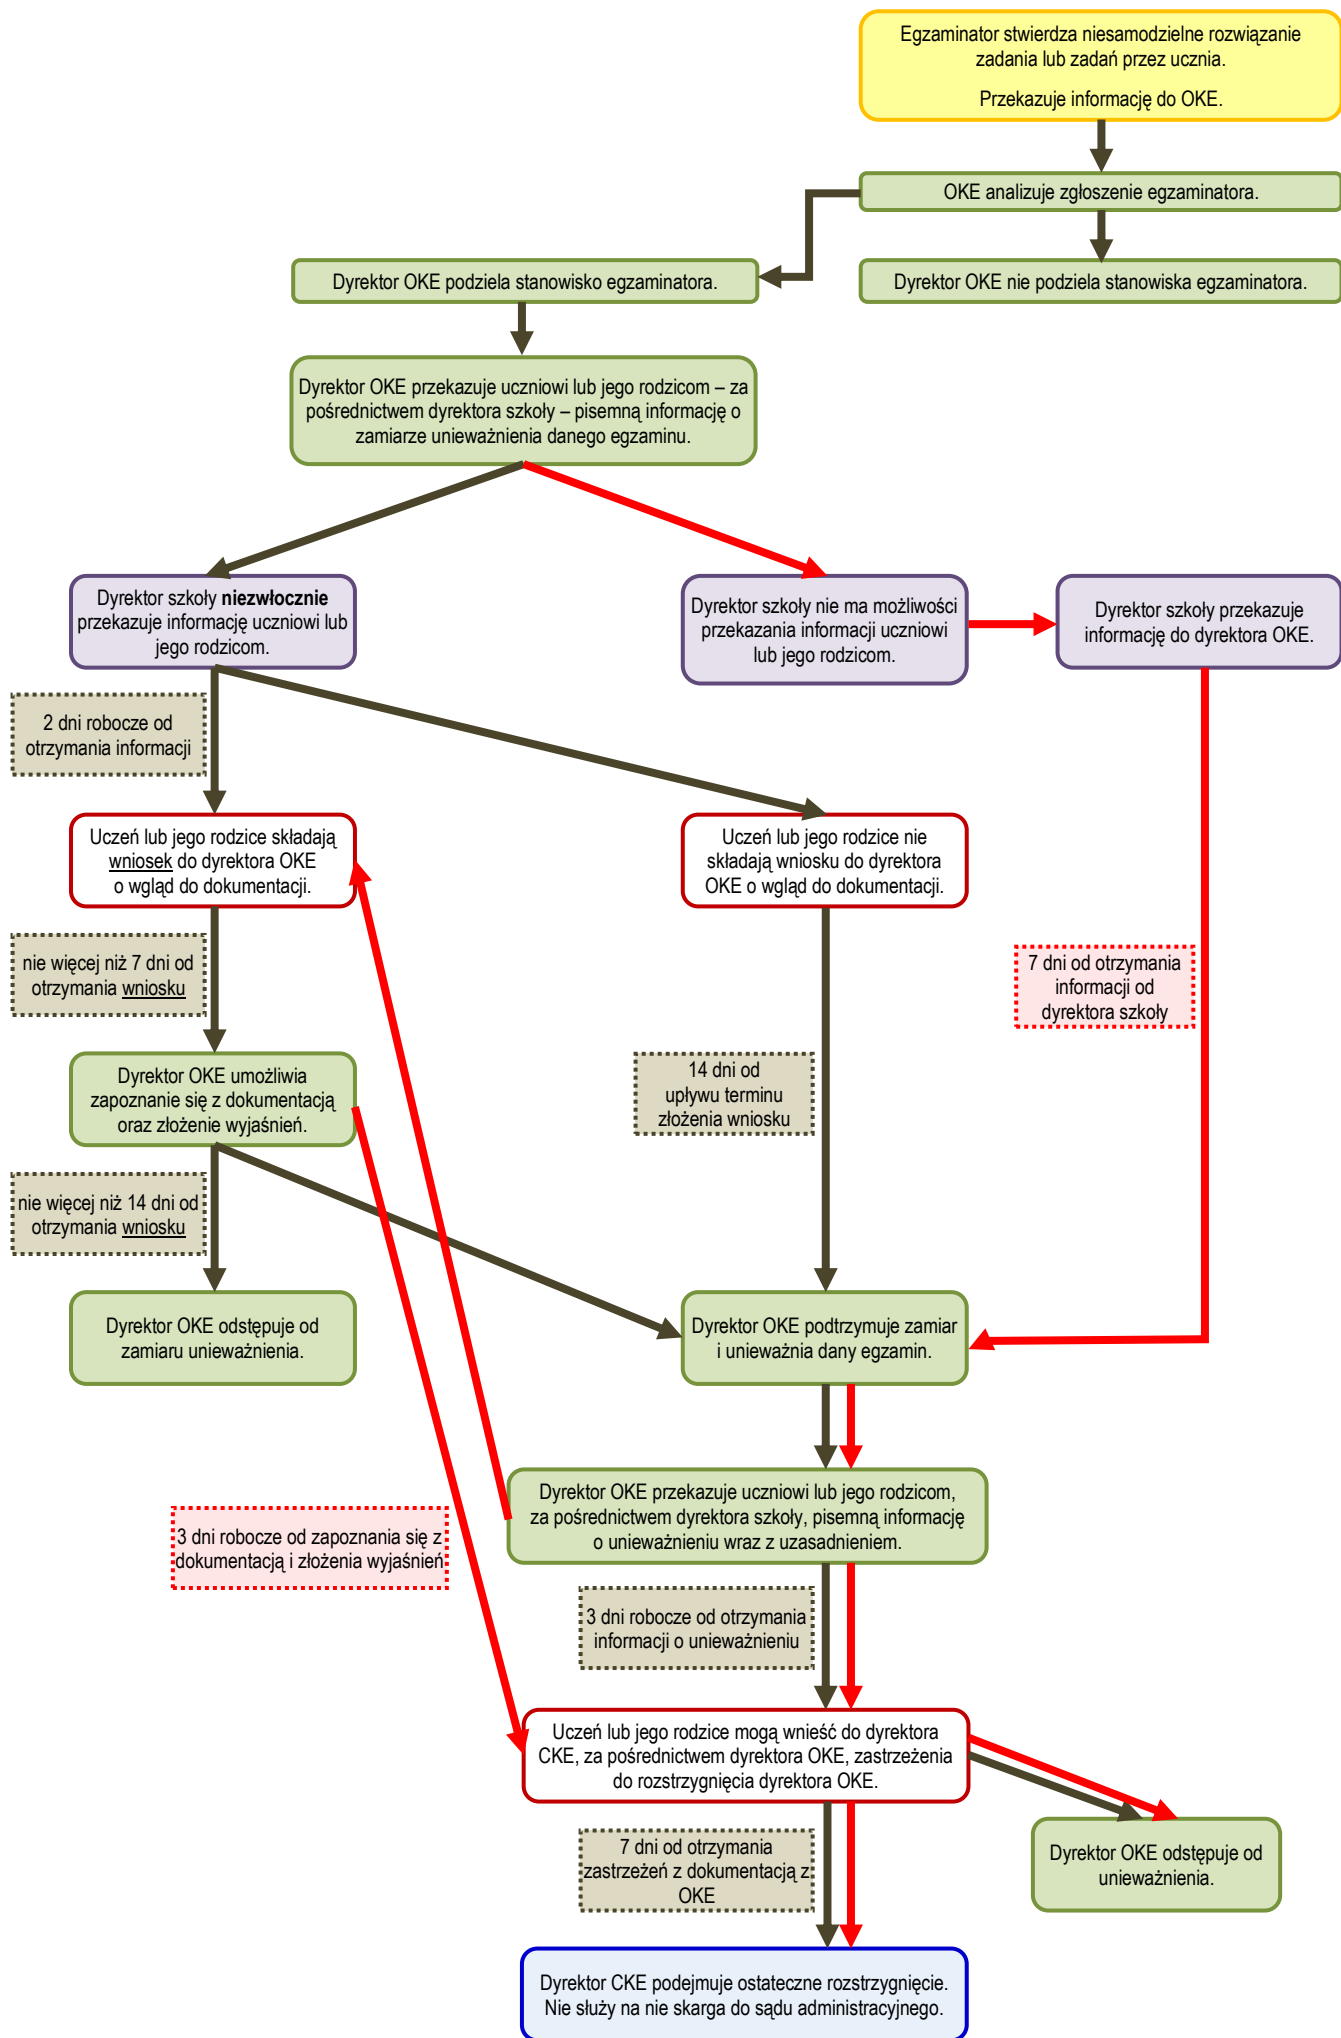 Egzaminator stwierdza niesamodzielne rozwiązanie
zadania lub zadań przez ucznia.
Przekazuje informację do OKE.
OKE analizuje zgłoszenie egzaminatora.
Dyrektor OKE podziela stanowisko egzaminatora.
Dyrektor OKE nie podziela stanowiska egzaminatora.
Dyrektor OKE przekazuje uczniowi lub jego rodzicom – za
pośrednictwem dyrektora szkoły – pisemną informację o
zamiarze unieważnienia danego egzaminu.
Dyrektor szkoły niezwłocznie
przekazuje informację uczniowi lub
jego rodzicom.
Dyrektor szkoły nie ma możliwości
przekazania informacji uczniowi
lub jego rodzicom.
Dyrektor szkoły przekazuje
informację do dyrektora OKE.
2 dni robocze od
otrzymania informacji
Uczeń lub jego rodzice składają
wniosek do dyrektora OKE
o wgląd do dokumentacji.
Uczeń lub jego rodzice nie
składają wniosku do dyrektora
OKE o wgląd do dokumentacji.
nie więcej niż 7 dni od
otrzymania wniosku
7 dni od otrzymania
informacji od
dyrektora szkoły
Dyrektor OKE umożliwia
zapoznanie się z dokumentacją
oraz złożenie wyjaśnień.
14 dni od
upływu terminu
złożenia wniosku
nie więcej niż 14 dni od
otrzymania wniosku
Dyrektor OKE odstępuje od
zamiaru unieważnienia.
Dyrektor OKE podtrzymuje zamiar
i unieważnia dany egzamin.
Dyrektor OKE przekazuje uczniowi lub jego rodzicom,
za pośrednictwem dyrektora szkoły, pisemną informację
o unieważnieniu wraz z uzasadnieniem.
3 dni robocze od zapoznania się z
dokumentacją i złożenia wyjaśnień
3 dni robocze od otrzymania
informacji o unieważnieniu
Uczeń lub jego rodzice mogą wnieść do dyrektora
CKE, za pośrednictwem dyrektora OKE, zastrzeżenia
do rozstrzygnięcia dyrektora OKE.
7 dni od otrzymania
zastrzeżeń z dokumentacją z
OKE
Dyrektor OKE odstępuje od
unieważnienia.
Dyrektor CKE podejmuje ostateczne rozstrzygnięcie.
Nie służy na nie skarga do sądu administracyjnego.